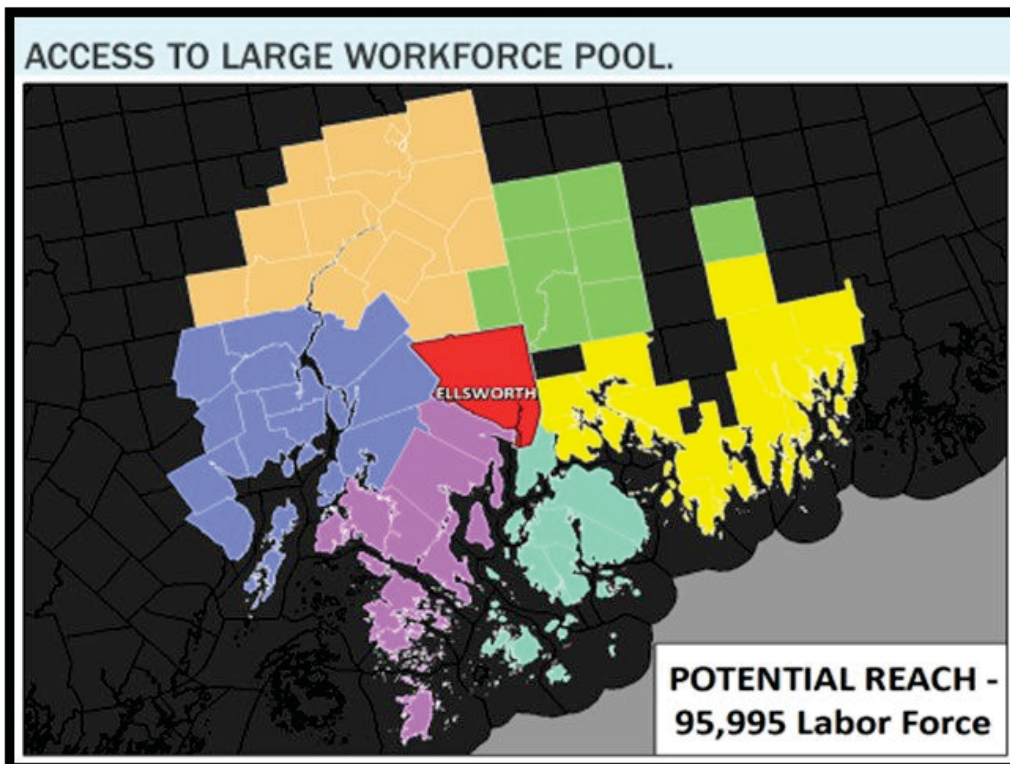 ACCESS TO LARGE WORKFORCE POOL.
ELLSWORTH
POTENTIAL REACH -
95,995 Labor Force